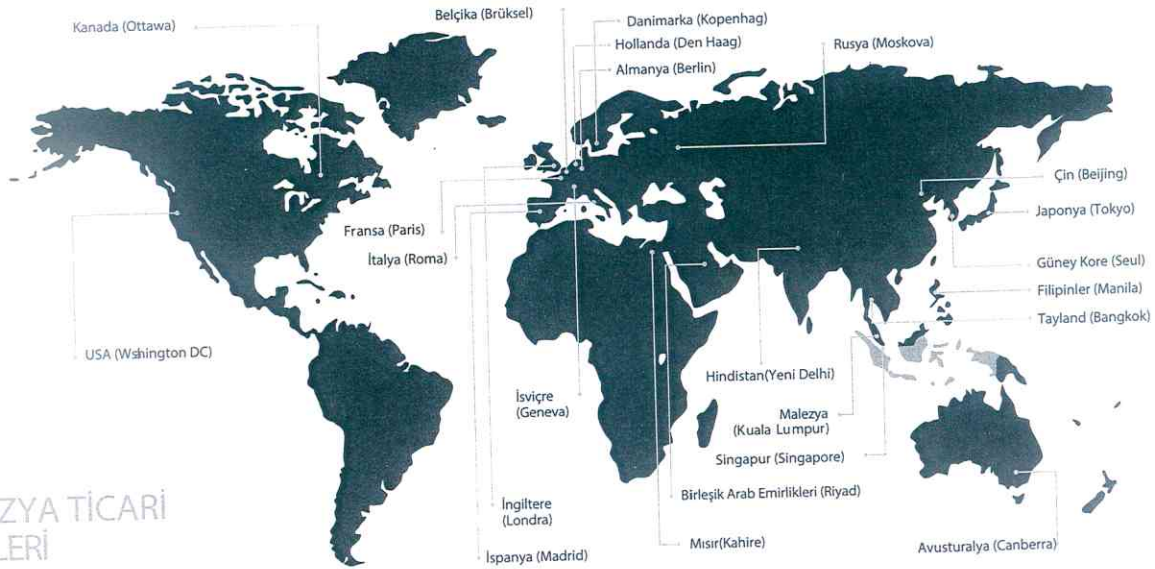 Kanada (Ottawa)
Belçika (Brüksel)
Danimarka (Kopenhag)
Hollanda (Den Haag)
Almanya (Berlin)
Rusya (Moskova)
Çin (Beijing)
Japonya (Tokyo)
Fransa (Paris)
İtalya (Roma)
Güney Kore (Seul)
Filipinler (Manila)
Tayland (Bangkok)
USA (Wshington DC)
Hindistan(Yeni Delhi)
İsviçre
(Geneva)
Malezya
(Kuala Lumpur)
Singapur (Singapore)
Birleşik Arab Emirlikleri (Riyad)
İngiltere
(Londra)
Mısır(Kahire)
Avusturalya (Canberra)
İspanya (Madrid)
ZYA TİCARİ
LERİ